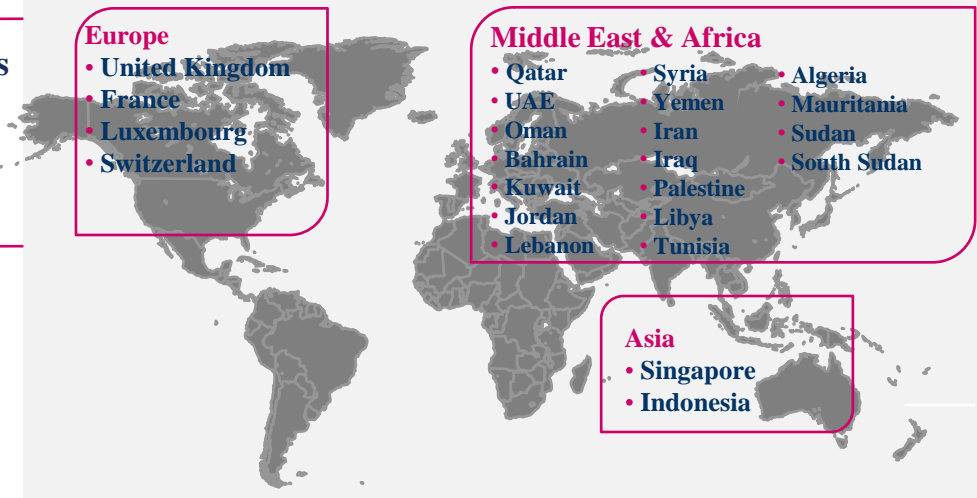 s
Europe
• United Kingdom
• France
• Luxembourg
• Switzerland
Middle East & Africa
• Qatar
• UAE
• Oman
• Bahrain
• Kuwait
• Jordan
• Lebanon
• Syria
• Yemen
• Iran
• Iraq
• Palestine
• Libya
• Tunisia
• Algeria
• Mauritania
• Sudan
• South Sudan
Asia
• Singapore
• Indonesia